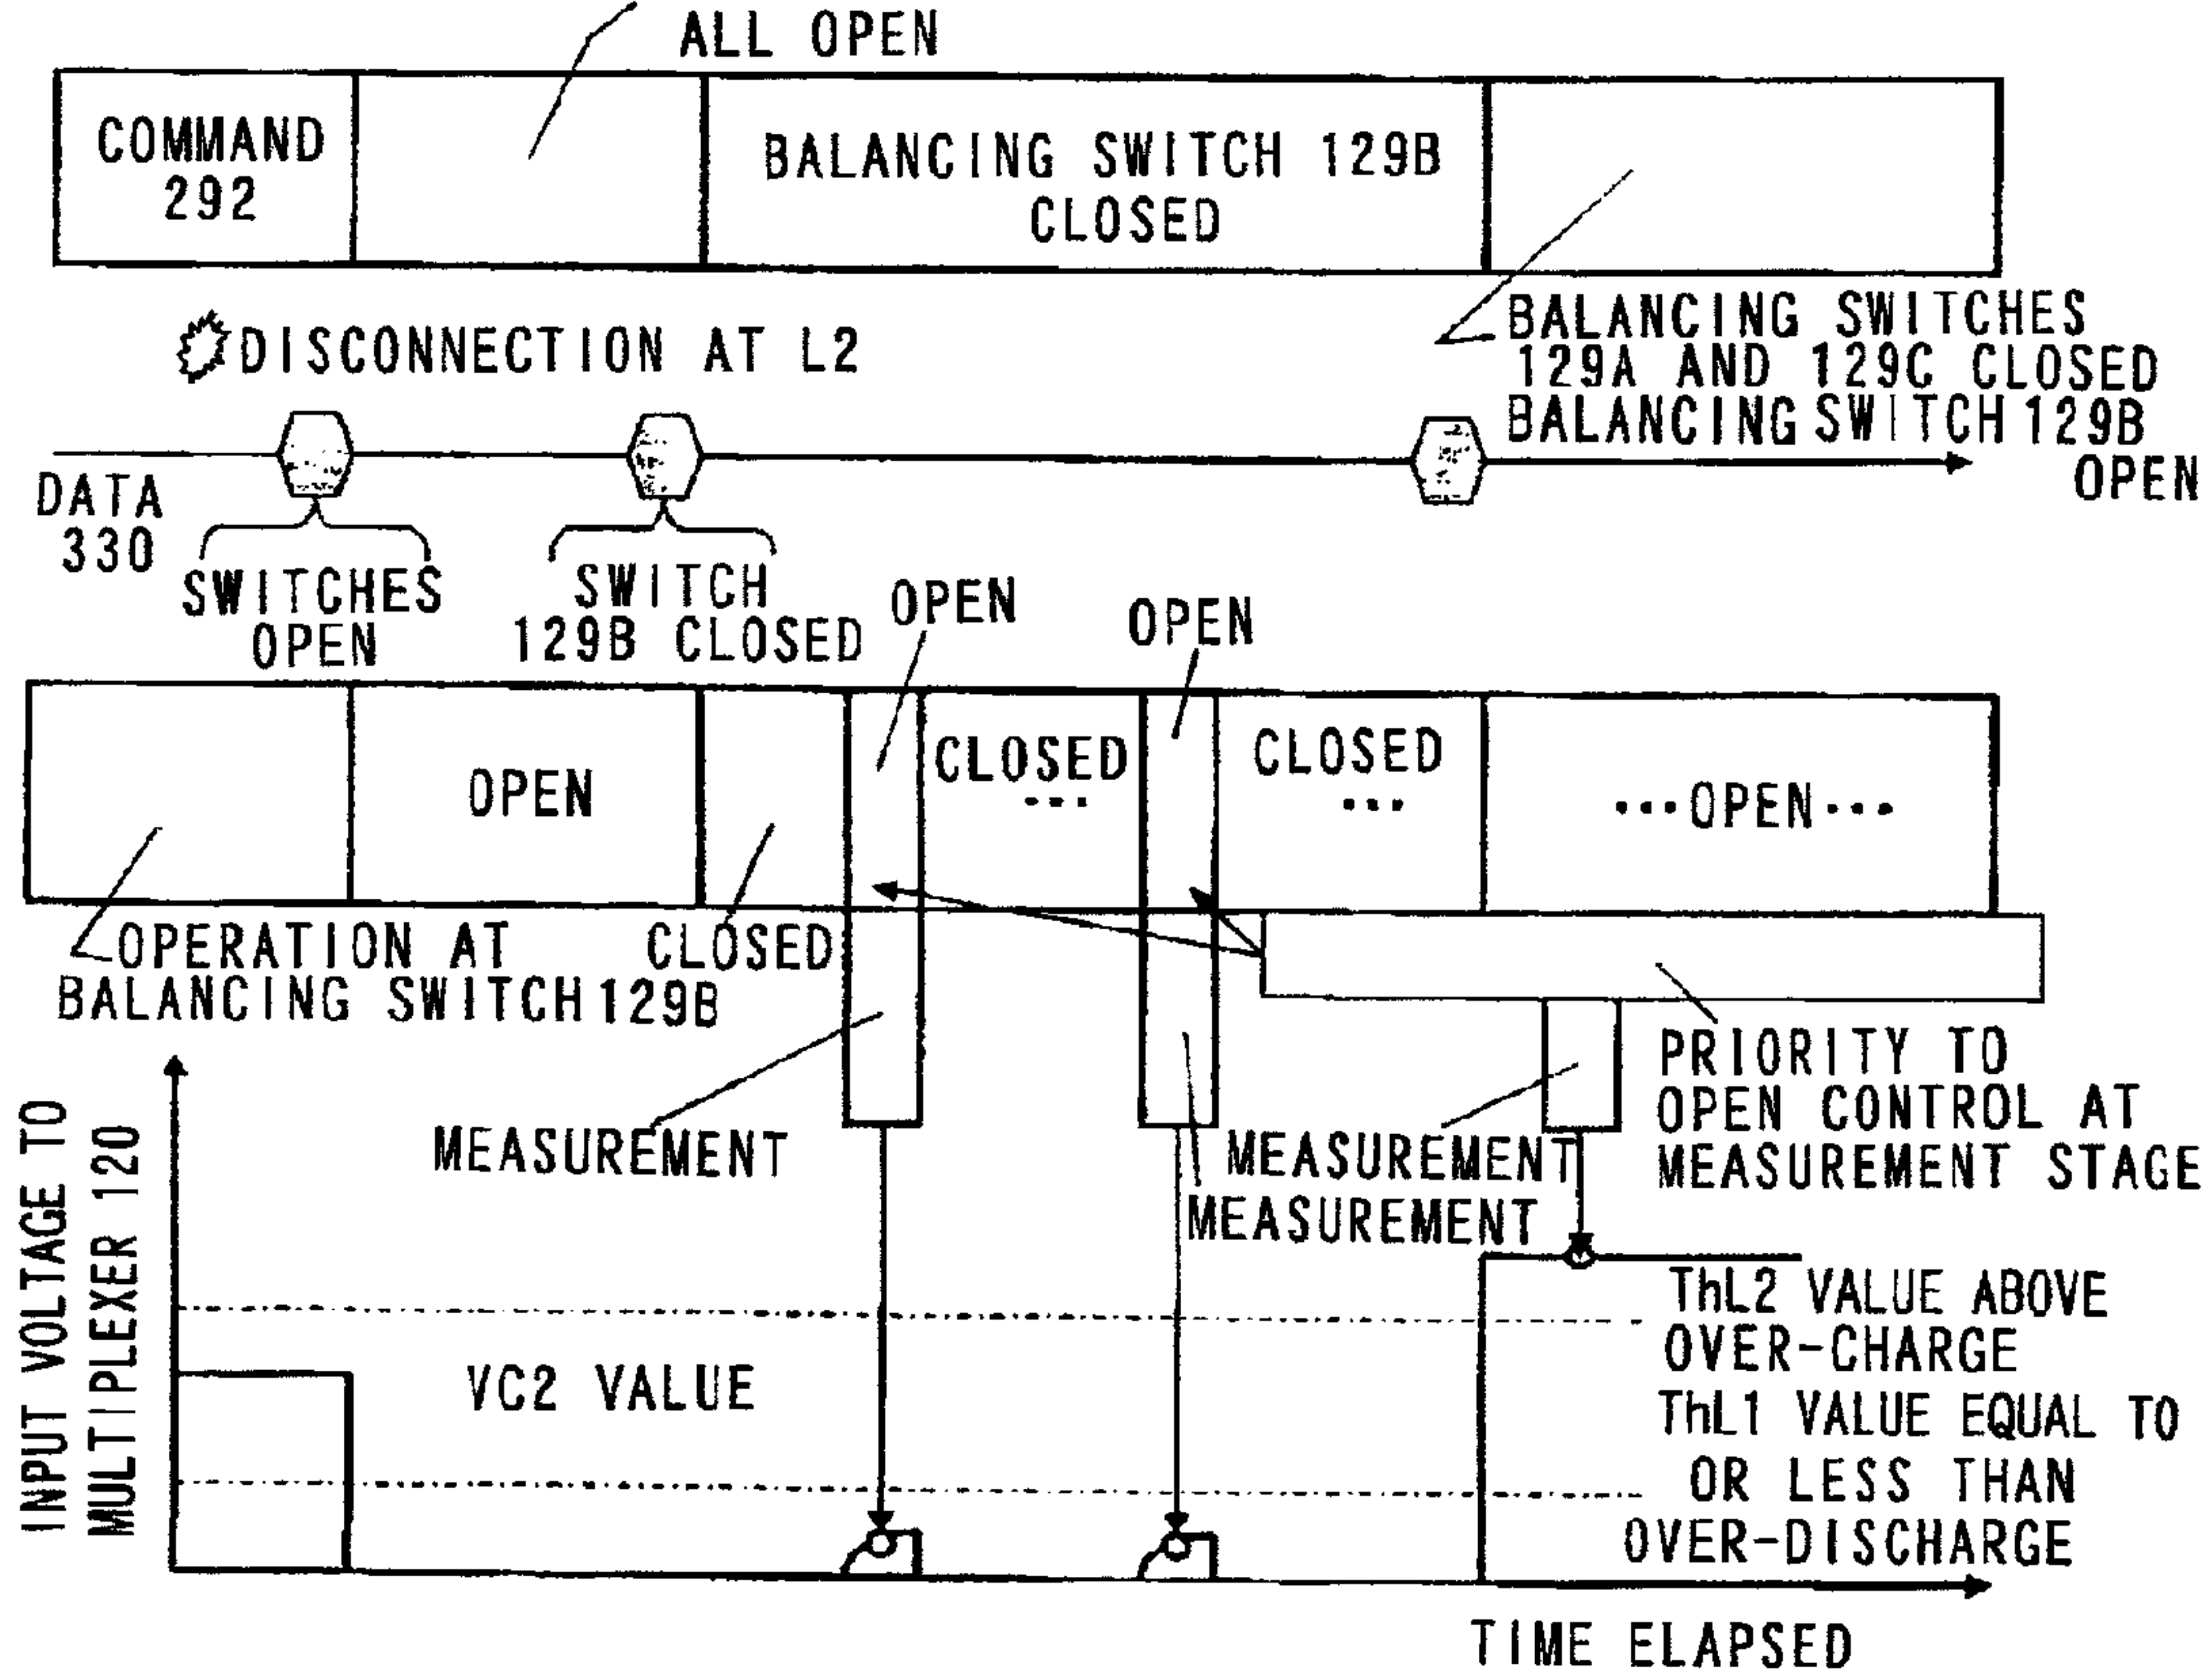 ALL OPEN
COMMAND
292
BALANCING SWITCH 129B
CLOSED
DISCONNECTION AT L2
BALANCING SWITCHES
129A AND 129C CLOSED
BALANCING SWITCH 129B
OPEN
DATA
330
SWITCHES
OPEN
SWITCH
129B CLOSED
OPEN
OPEN
OPEN
CLOSED
...
CLOSED
...
...OPEN...
OPERATION AT
BALANCING SWITCH 129B
CLOSED
MEASUREMENT
MEASUREMENT
MEASUREMENT
PRIORITY TO
OPEN CONTROL AT
MEASUREMENT STAGE
INPUT VOLTAGE TO
MULTIPLEXER 120
VC2 VALUE
ThL2 VALUE ABOVE
OVER-CHARGE
ThL1 VALUE EQUAL TO
OR LESS THAN
OVER-DISCHARGE
TIME ELAPSED